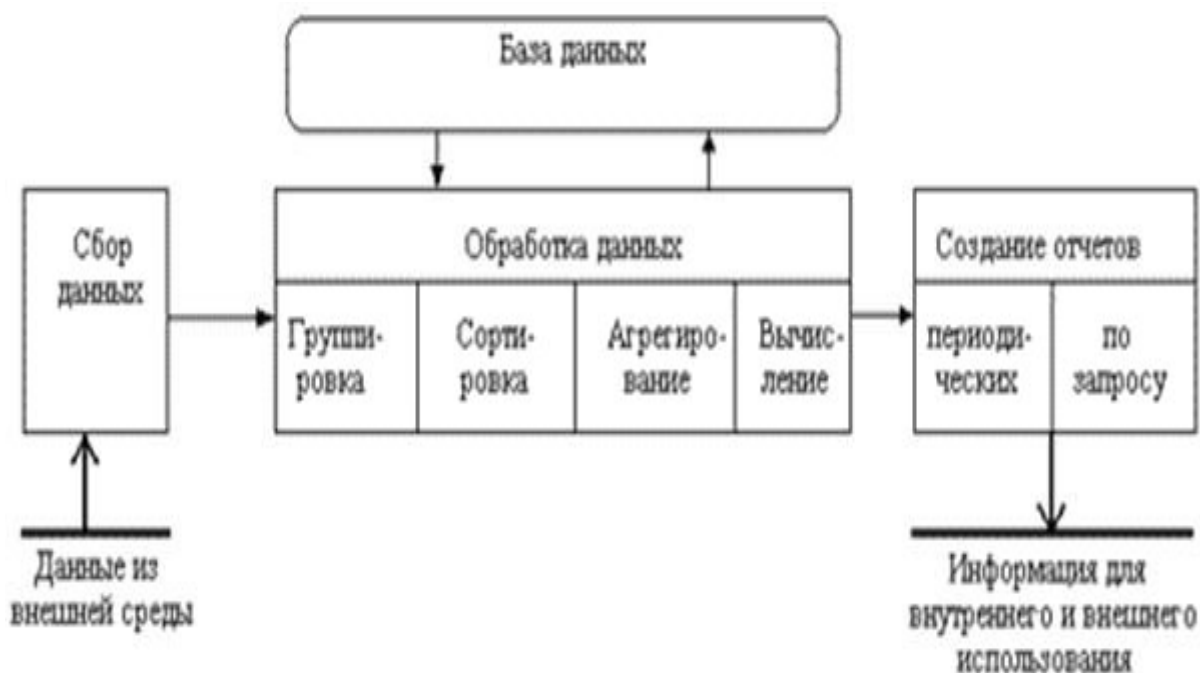 База данных
Сбор
данных
Обработка данных
Группи-
ровка
Сорти-
ровка
Агрегиро-
вание
Вычис-
ление
Создание отчетов
периоди-
ческих
по
запросу
Данные из
внешней среды
Информация для
внутреннего и внешнего
использования